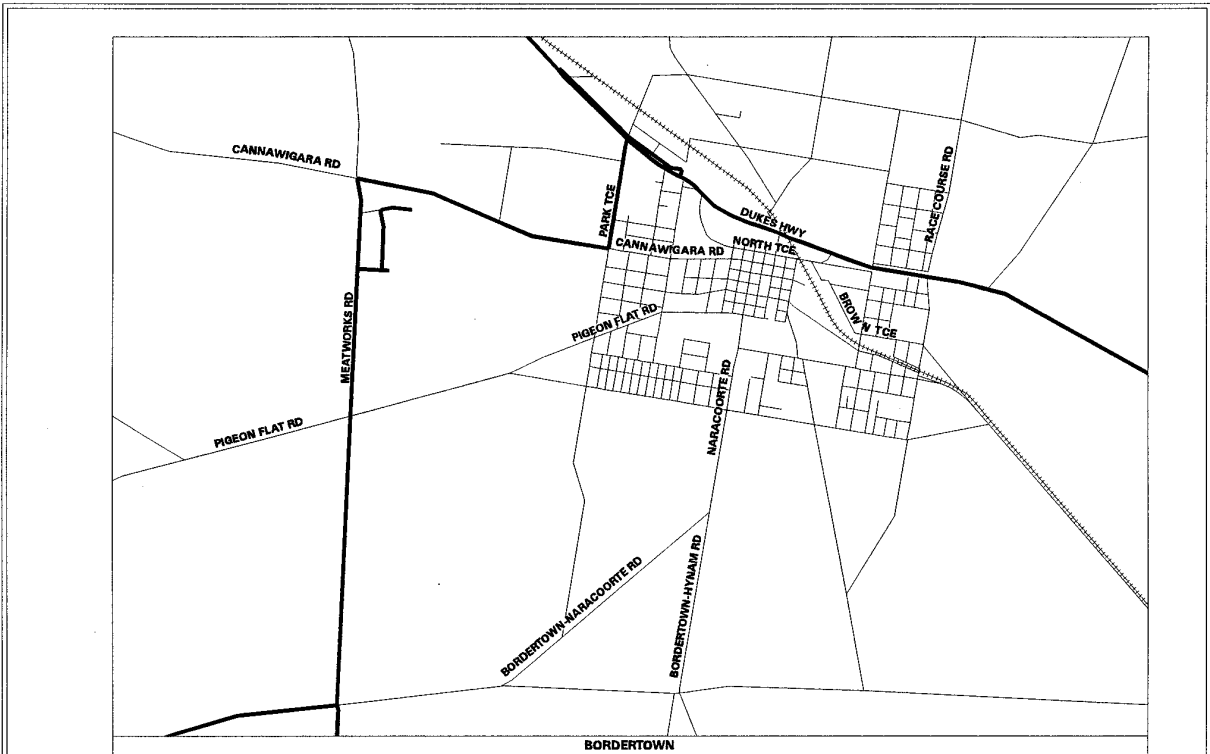 CANNAWIGARA RD
PARK TCE
DUKES HWY
RACE COURSE RD
NORTH TCE
CANNAWIGARA RD
BROWN TCE
PIGEON FLAT RD
MEATWORKS RD
NARACOORTE RD
PIGEON FLAT RD
BORDERTOWN-NARACOORTE RD
BORDERTOWN-HYNAM RD
BORDERTOWN